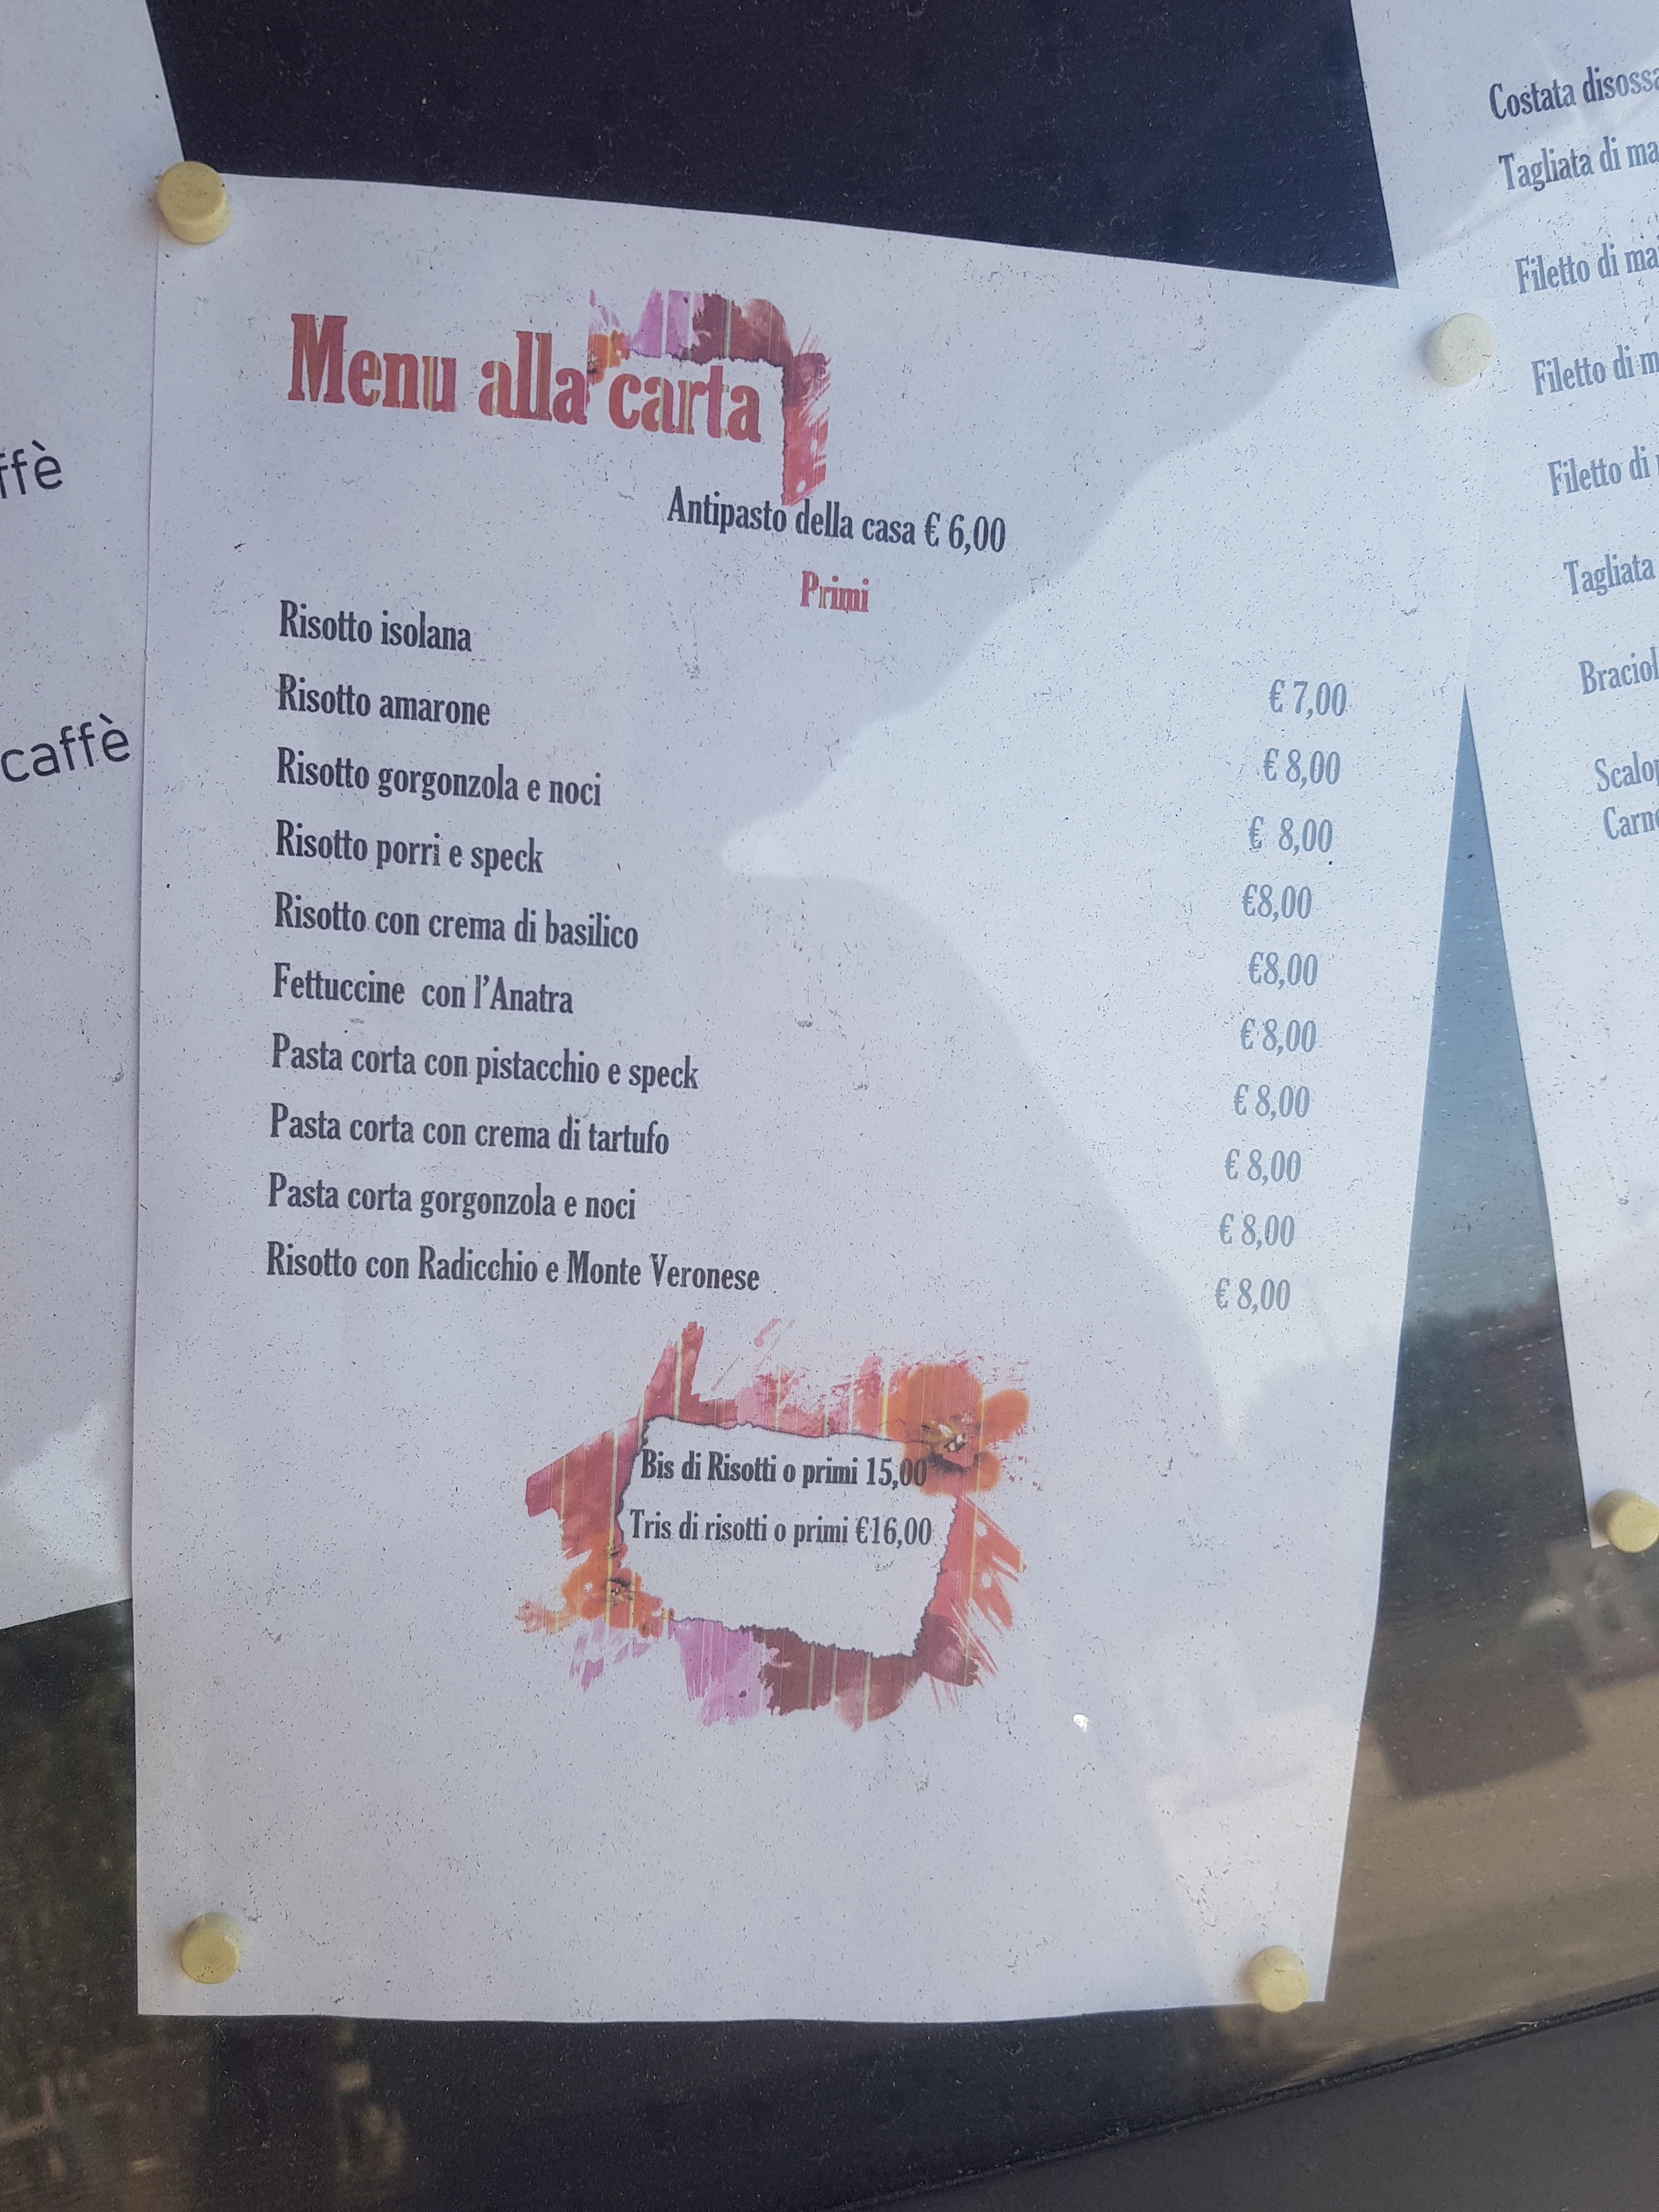 ffè
caffè
Menu alla carta
Antipasto della casa € 6,00
Primi
Risotto isolana € 7,00
Risotto amarone € 8,00
Risotto gorgonzola e noci €  8,00
Risotto porri e speck €8,00
Risotto con crema di basilico €8,00
Fettuccine  con l'Anatra € 8,00
Pasta corta con pistacchio e speck € 8,00
Pasta corta con crema di tartufo € 8,00
Pasta corta gorgonzola e noci € 8,00
Risotto con Radicchio e Monte Veronese € 8,00
Bis di Risotti o primi 15,00
Tris di risotti o primi €16,00
Costata disossa
Tagliata di ma
Filetto di ma
Filetto di m
Filetto di
Tagliata
Braciol
Scalop
Carne